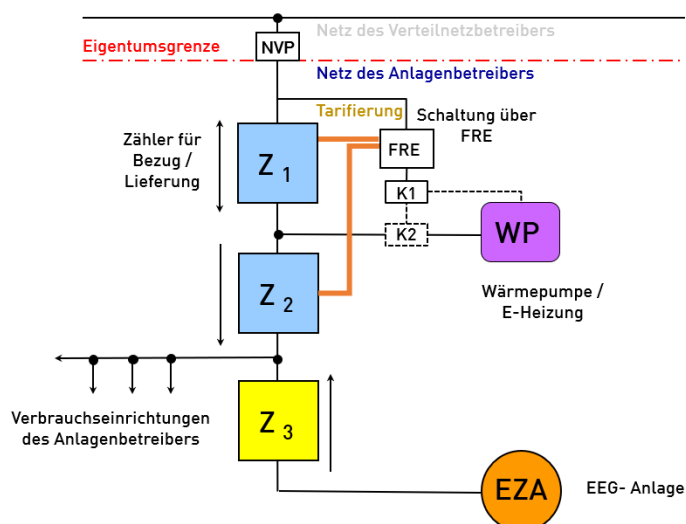 Netz des Verteilnetzbetreibers
Eigentumsgrenze
NVP
Netz des Anlagenbetreibers
Tarifierung
Schaltung über
FRE
Zähler für
Bezug /
Lieferung
Z 1
FRE
K1
K2
WP
Z 2
Wärmepumpe /
E-Heizung
Verbrauchseinrichtungen
des Anlagenbetreibers
Z 3
EZA
EEG- Anlage